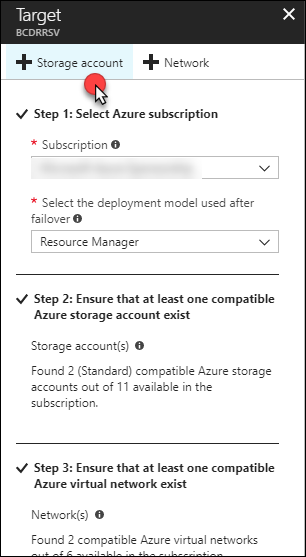 Target
BCDRRSV
Storage account
Network
Step 1: Select Azure subscription
* Subscription
* Select the deployment model used after
failover
Resource Manager
Step 2: Ensure that at least one compatible
Azure storage account exist
Storage account(s)
Found 2 (Standard) compatible Azure storage
accounts out of 11 available in the
subscription.
Step 3: Ensure that at least one compatible
Azure virtual network exist
Network(s)
Found 2 compatible Azure virtual networks
out of 6 available in the subscription